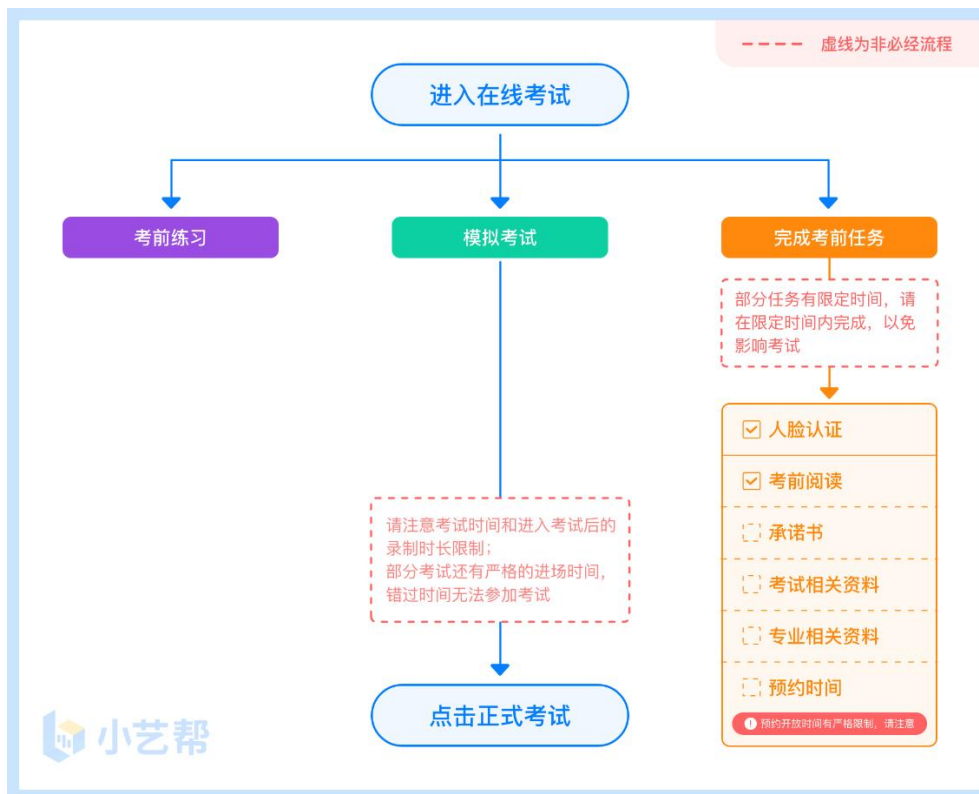 虚线为非必经流程
进入在线考试
考前练习
模拟考试
完成考前任务
部分任务有限定时间，请
在限定时间内完成，以免
影响考试
人脸认证
考前阅读
承诺书
考试相关资料
专业相关资料
预约时间
预约开放时间有严格限制，请注意
请注意考试时间和进入考试后的
录制时长限制；
部分考试还有严格的进场时间，
错过时间无法参加考试
点击正式考试
小艺帮